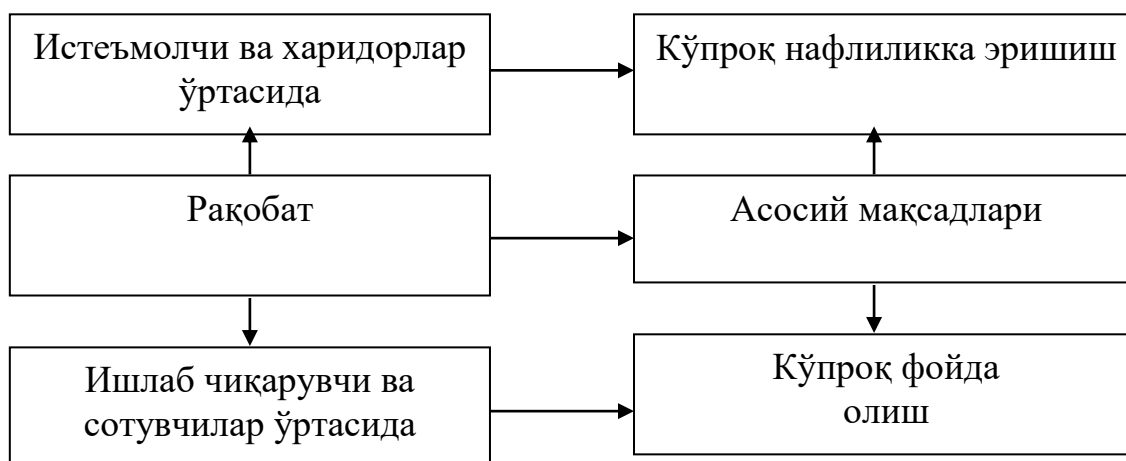 Истеъмолчи ва харидорлар
ўртасида
Кўпроқ нафлиликка эришиш
Рақобат
Асосий мақсадлари
Ишлаб чиқарувчи ва
сотувчилар ўртасида
Кўпроқ фойда
олиш